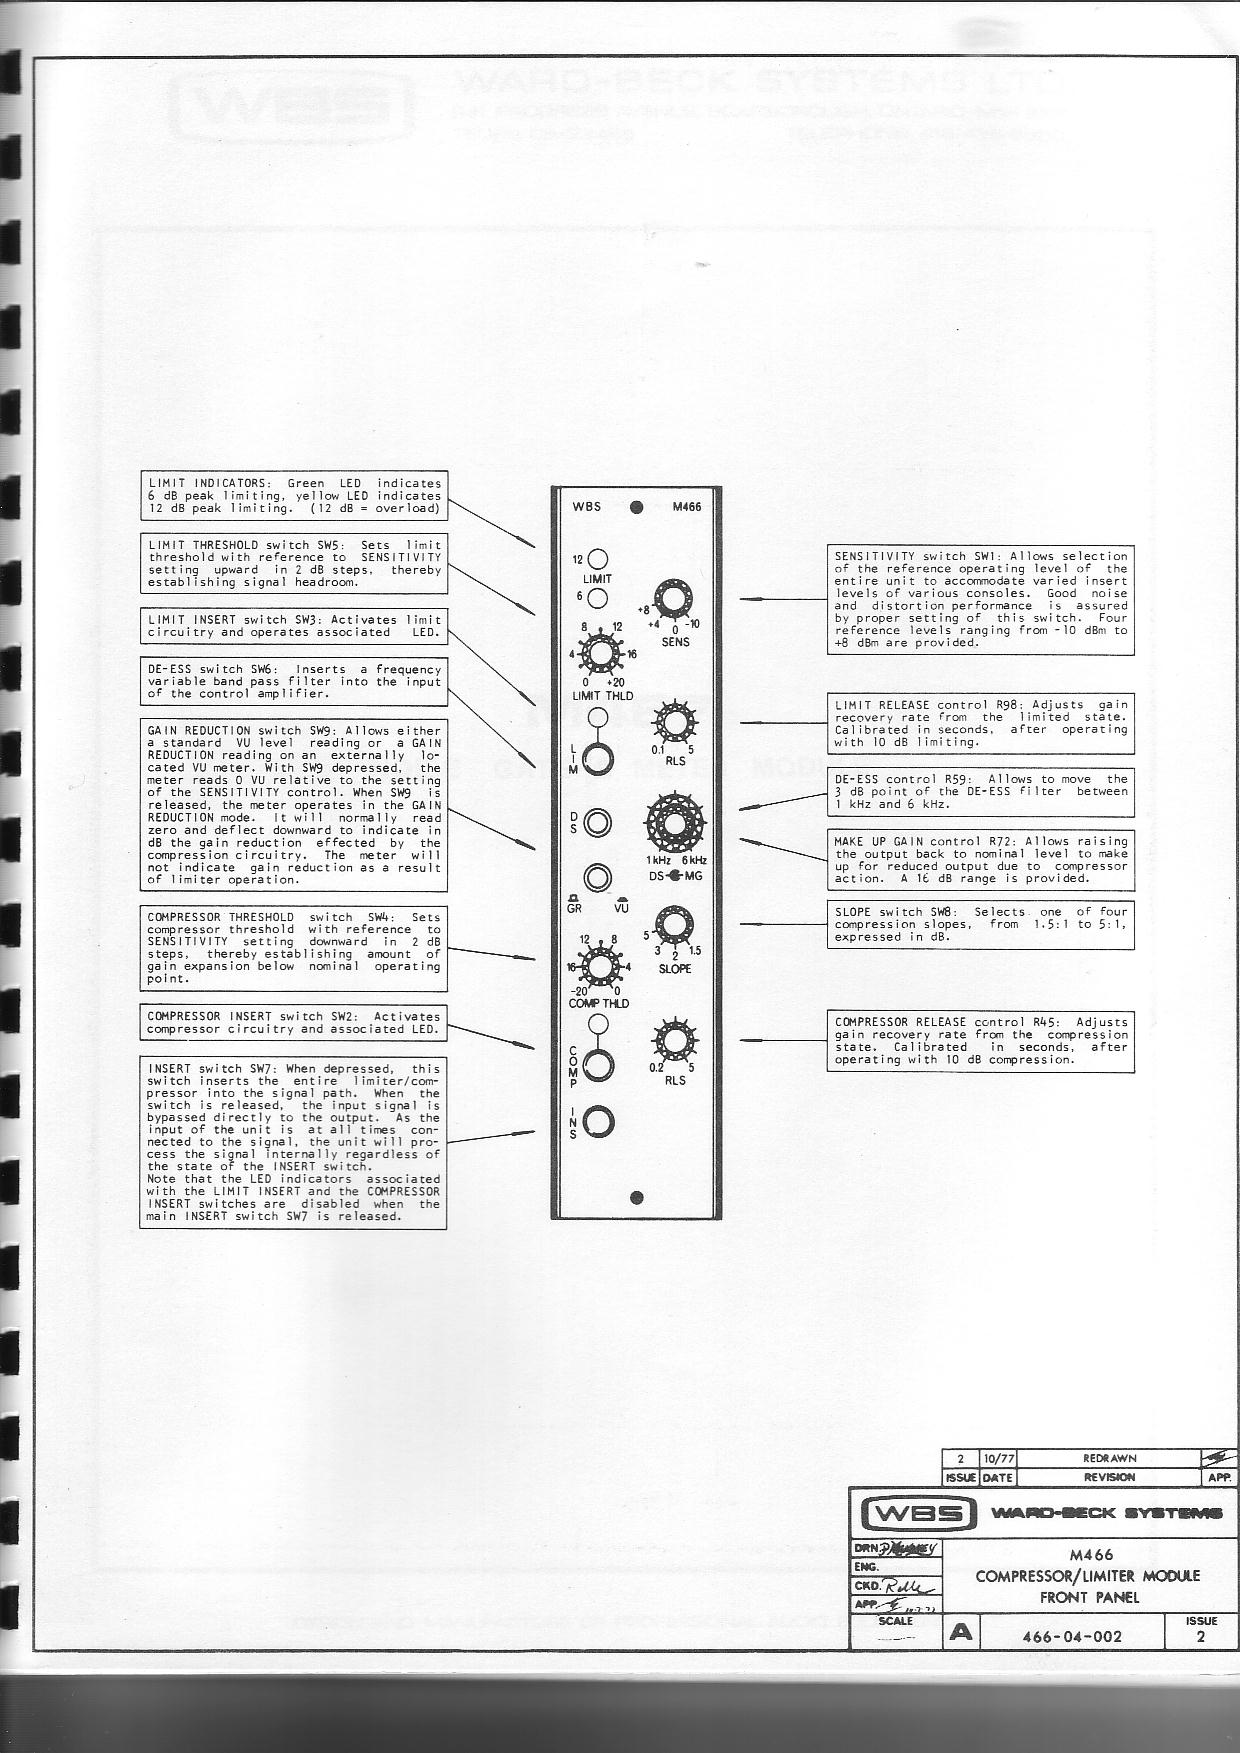 LIMIT INDICATORS: Green LED indicates
6 dB peak limiting, yellow LED indicates
12 dB peak limiting. (12 dB = overload)
LIMIT THRESHOLD switch SW5: Sets limit
threshold with reference to SENSITIVITY
setting upward in 2 dB steps, thereby
establishing signal headroom.
LIMIT INSERT switch SW3: Activates limit
circuitry and operates associated LED.
DE-ESS switch SW6: Inserts a frequency
variable band pass filter into the input
of the control amplifier.
GAIN REDUCTION switch SW9: Allows either
a standard VU level reading or a GAIN
REDUCTION reading on an externally lo-
cated VU meter. With SW9 depressed, the
meter reads 0 VU relative to the setting
of the SENSITIVITY control. When SW9 is
released, the meter operates in the GAIN
REDUCTION mode. It will normally read
zero and deflect downward to indicate in
dB the gain reduction effected by the
compression circuitry. The meter will
not indicate gain reduction as a result
of limiter operation.
COMPRESSOR THRESHOLD switch SW4: Sets
compressor threshold with reference to
SENSITIVITY setting downward in 2 dB
steps, thereby establishing amount of
gain expansion below nominal operating
point.
COMPRESSOR INSERT switch SW2: Activates
compressor circuitry and associated LED.
INSERT switch SW7: When depressed, this
switch inserts the entire limiter/com-
pressor into the signal path. When the
switch is released, the input signal is
bypassed directly to the output. As the
input of the unit is at all times con-
nected to the signal, the unit will pro-
cess the signal internally regardless of
the state of the INSERT switch.
Note that the LED indicators associated
with the LIMIT INSERT and the COMPRESSOR
INSERT switches are disabled when the
main INSERT switch SW7 is released.
WBS M466
12
LIMIT
6
+8 +4 0 -10
SENS
8 12
4 16
0 +20
LIMIT THLD
LIM
0.1 5
RLS
DS
1kHz 6kHz
DS MG
GR VU
5 3 2 1.5
SLOPE
12 8
16 4
-20 0
COMP THLD
COMP
0.2 5
RLS
INS
SENSITIVITY switch SW1: Allows selection
of the reference operating level of the
entire unit to accommodate varied insert
levels of various consoles. Good noise
and distortion performance is assured
by proper setting of this switch. Four
reference levels ranging from -10 dBm to
+8 dBm are provided.
LIMIT RELEASE control R98: Adjusts gain
recovery rate from the limited state.
Calibrated in seconds, after operating
with 10 dB limiting.
DE-ESS control R59: Allows to move the
3 dB point of the DE-ESS filter between
1 kHz and 6 kHz.
MAKE UP GAIN control R72: Allows raising
the output back to nominal level to make
up for reduced output due to compressor
action. A 16 dB range is provided.
SLOPE switch SW8: Selects one of four
compression slopes, from 1.5:1 to 5:1,
expressed in dB.
COMPRESSOR RELEASE control R45: Adjusts
gain recovery rate from the compression
state. Calibrated in seconds, after
operating with 10 dB compression.
2 10/77 REDRAWN
ISSUE DATE REVISION APP.
WBS WARD-BECK SYSTEMS
DRN.
ENG.
CKD.
APP.
SCALE
M466
COMPRESSOR/LIMITER MODULE
FRONT PANEL
A 466-04-002 ISSUE
2